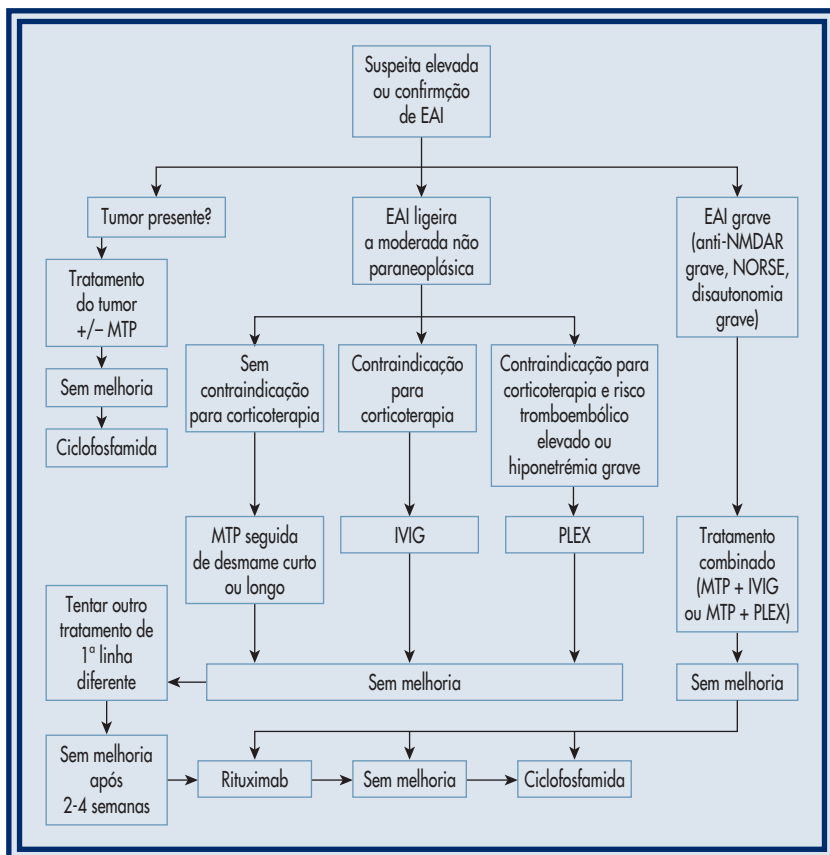 Suspeita elevada
ou confirmção
de EAI
Tumor presente?
EAI ligeira
a moderada não
paraneoplásica
EAI grave
(anti-NMDAR
grave, NORSE,
disautonomia
grave)
Tratamento
do tumor
+/– MTP
Sem melhoria
Ciclofosfamida
Sem
contraindicação
para corticoterapia
Contraindicação
para
corticoterapia
Contraindicação para
corticoterapia e risco
tromboembólico
elevado ou
hiponetrémia grave
MTP seguida
de desmame curto
ou longo
IVIG
PLEX
Tratamento
combinado
(MTP + IVIG
ou MTP + PLEX)
Tentar outro
tratamento de
1ª linha
diferente
Sem melhoria
Sem melhoria
Sem melhoria
após
2-4 semanas
Rituximab
Sem melhoria
Ciclofosfamida